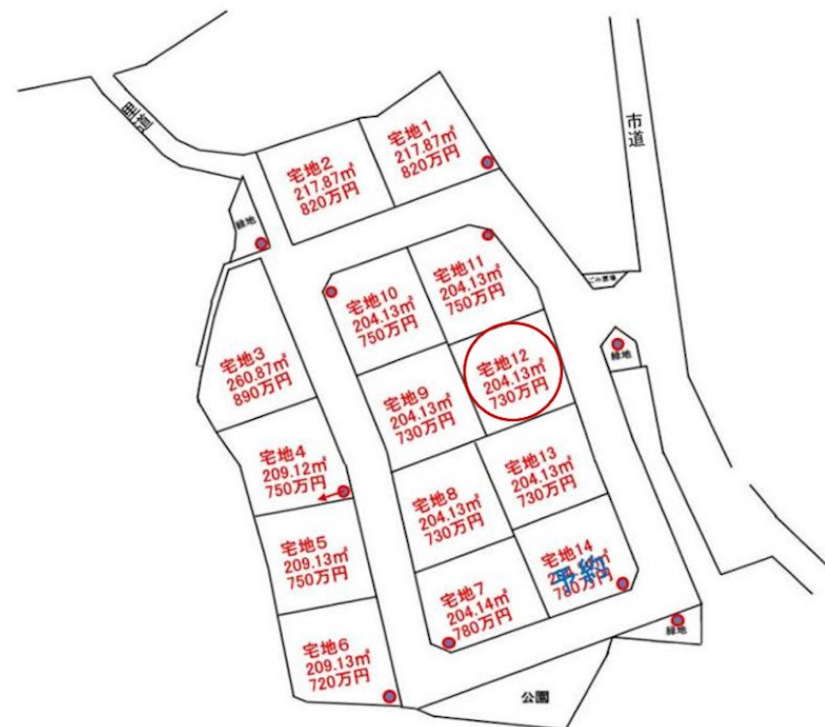 里道
市道
宅地1
217.87㎡
820万円
宅地2
217.87㎡
820万円
緑地
宅地11
204.13㎡
750万円
宅地10
204.13㎡
750万円
宅地3
260.87㎡
890万円
緑地
宅地12
204.13㎡
730万円
宅地9
204.13㎡
730万円
宅地4
209.12㎡
750万円
宅地13
204.13㎡
730万円
宅地8
204.13㎡
730万円
宅地5
209.13㎡
750万円
宅地14
予約
宅地7
204.14㎡
780万円
宅地6
209.13㎡
720万円
緑地
公園